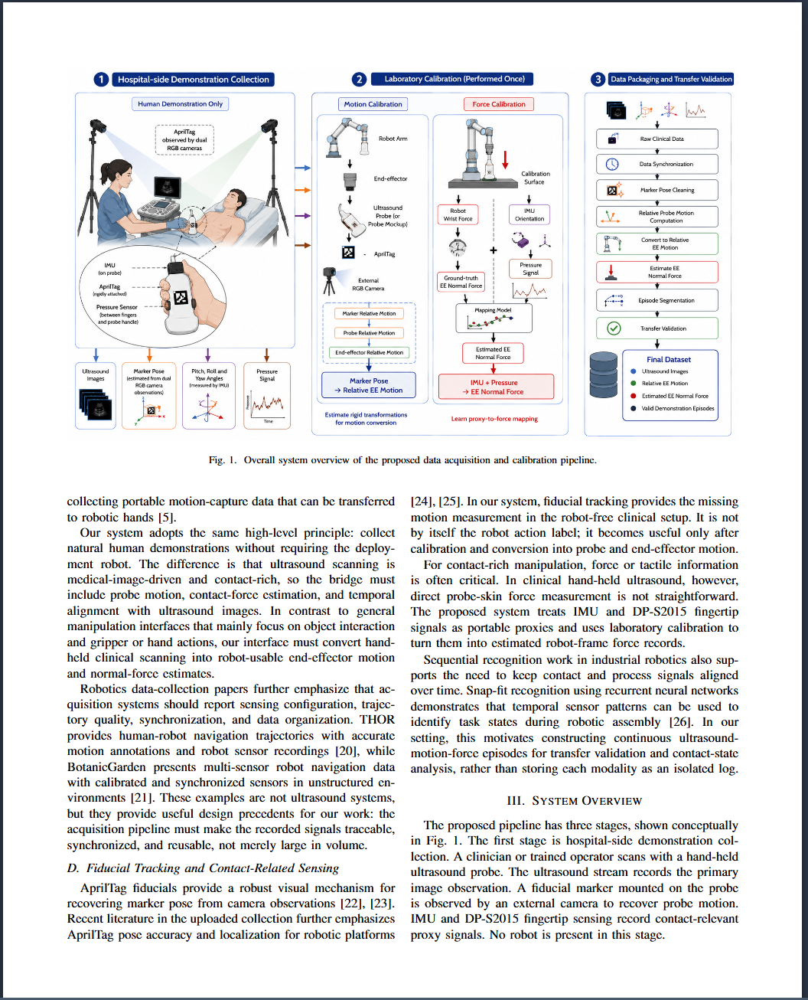 1 Hospital-side Demonstration Collection
Human Demonstration Only
AprilTag
observed by dual
RGB cameras
IMU
(on probe)
AprilTag
(rigidly attached)
Pressure Sensor
(between fingers
and probe handle)
Ultrasound
Images
Marker Pose
(estimated from dual
RGB camera
observations)
Pitch, Roll and
Yaw Angles
(measured by IMU)
Pressure
Signal
Pressure
Time
2 Laboratory Calibration (Performed Once)
Motion Calibration
Robot Arm
End-effector
Ultrasound
Probe (or
Probe Mockup)
- AprilTag
External
RGB Camera
Marker Relative Motion
Probe Relative Motion
End-effector Relative Motion
Marker Pose
→ Relative EE Motion
Estimate rigid transformations
for motion conversion
Force Calibration
Calibration
Surface
Robot
Wrist Force
IMU
Orientation
+
Pressure
Signal
Ground-truth
EE Normal Force
Mapping Model
Estimated EE
Normal Force
IMU + Pressure
→ EE Normal Force
Learn proxy-to-force mapping
3 Data Packaging and Transfer Validation
Raw Clinical Data
Data Synchronization
Marker Pose Cleaning
Relative Probe Motion
Computation
Convert to Relative
EE Motion
Estimate EE
Normal Force
Episode Segmentation
Transfer Validation
Final Dataset
Ultrasound Images
Relative EE Motion
Estimated EE Normal Force
Valid Demonstration Episodes
Fig. 1. Overall system overview of the proposed data acquisition and calibration pipeline.
collecting portable motion-capture data that can be transferred
to robotic hands [5].
Our system adopts the same high-level principle: collect
natural human demonstrations without requiring the deploy-
ment robot. The difference is that ultrasound scanning is
medical-image-driven and contact-rich, so the bridge must
include probe motion, contact-force estimation, and temporal
alignment with ultrasound images. In contrast to general
manipulation interfaces that mainly focus on object interaction
and gripper or hand actions, our interface must convert hand-
held clinical scanning into robot-usable end-effector motion
and normal-force estimates.
Robotics data-collection papers further emphasize that ac-
quisition systems should report sensing configuration, trajec-
tory quality, synchronization, and data organization. THOR
provides human-robot navigation trajectories with accurate
motion annotations and robot sensor recordings [20], while
BotanicGarden presents multi-sensor robot navigation data
with calibrated and synchronized sensors in unstructured en-
vironments [21]. These examples are not ultrasound systems,
but they provide useful design precedents for our work: the
acquisition pipeline must make the recorded signals traceable,
synchronized, and reusable, not merely large in volume.
D. Fiducial Tracking and Contact-Related Sensing
AprilTag fiducials provide a robust visual mechanism for
recovering marker pose from camera observations [22], [23].
Recent literature in the uploaded collection further emphasizes
AprilTag pose accuracy and localization for robotic platforms
[24], [25]. In our system, fiducial tracking provides the missing
motion measurement in the robot-free clinical setup. It is not
by itself the robot action label; it becomes useful only after
calibration and conversion into probe and end-effector motion.
For contact-rich manipulation, force or tactile information
is often critical. In clinical hand-held ultrasound, however,
direct probe-skin force measurement is not straightforward.
The proposed system treats IMU and DP-S2015 fingertip
signals as portable proxies and uses laboratory calibration to
turn them into estimated robot-frame force records.
Sequential recognition work in industrial robotics also sup-
ports the need to keep contact and process signals aligned
over time. Snap-fit recognition using recurrent neural networks
demonstrates that temporal sensor patterns can be used to
identify task states during robotic assembly [26]. In our
setting, this motivates constructing continuous ultrasound-
motion-force episodes for transfer validation and contact-state
analysis, rather than storing each modality as an isolated log.
III. SYSTEM OVERVIEW
The proposed pipeline has three stages, shown conceptually
in Fig. 1. The first stage is hospital-side demonstration col-
lection. A clinician or trained operator scans with a hand-held
ultrasound probe. The ultrasound stream records the primary
image observation. A fiducial marker mounted on the probe
is observed by an external camera to recover probe motion.
IMU and DP-S2015 fingertip sensing record contact-relevant
proxy signals. No robot is present in this stage.